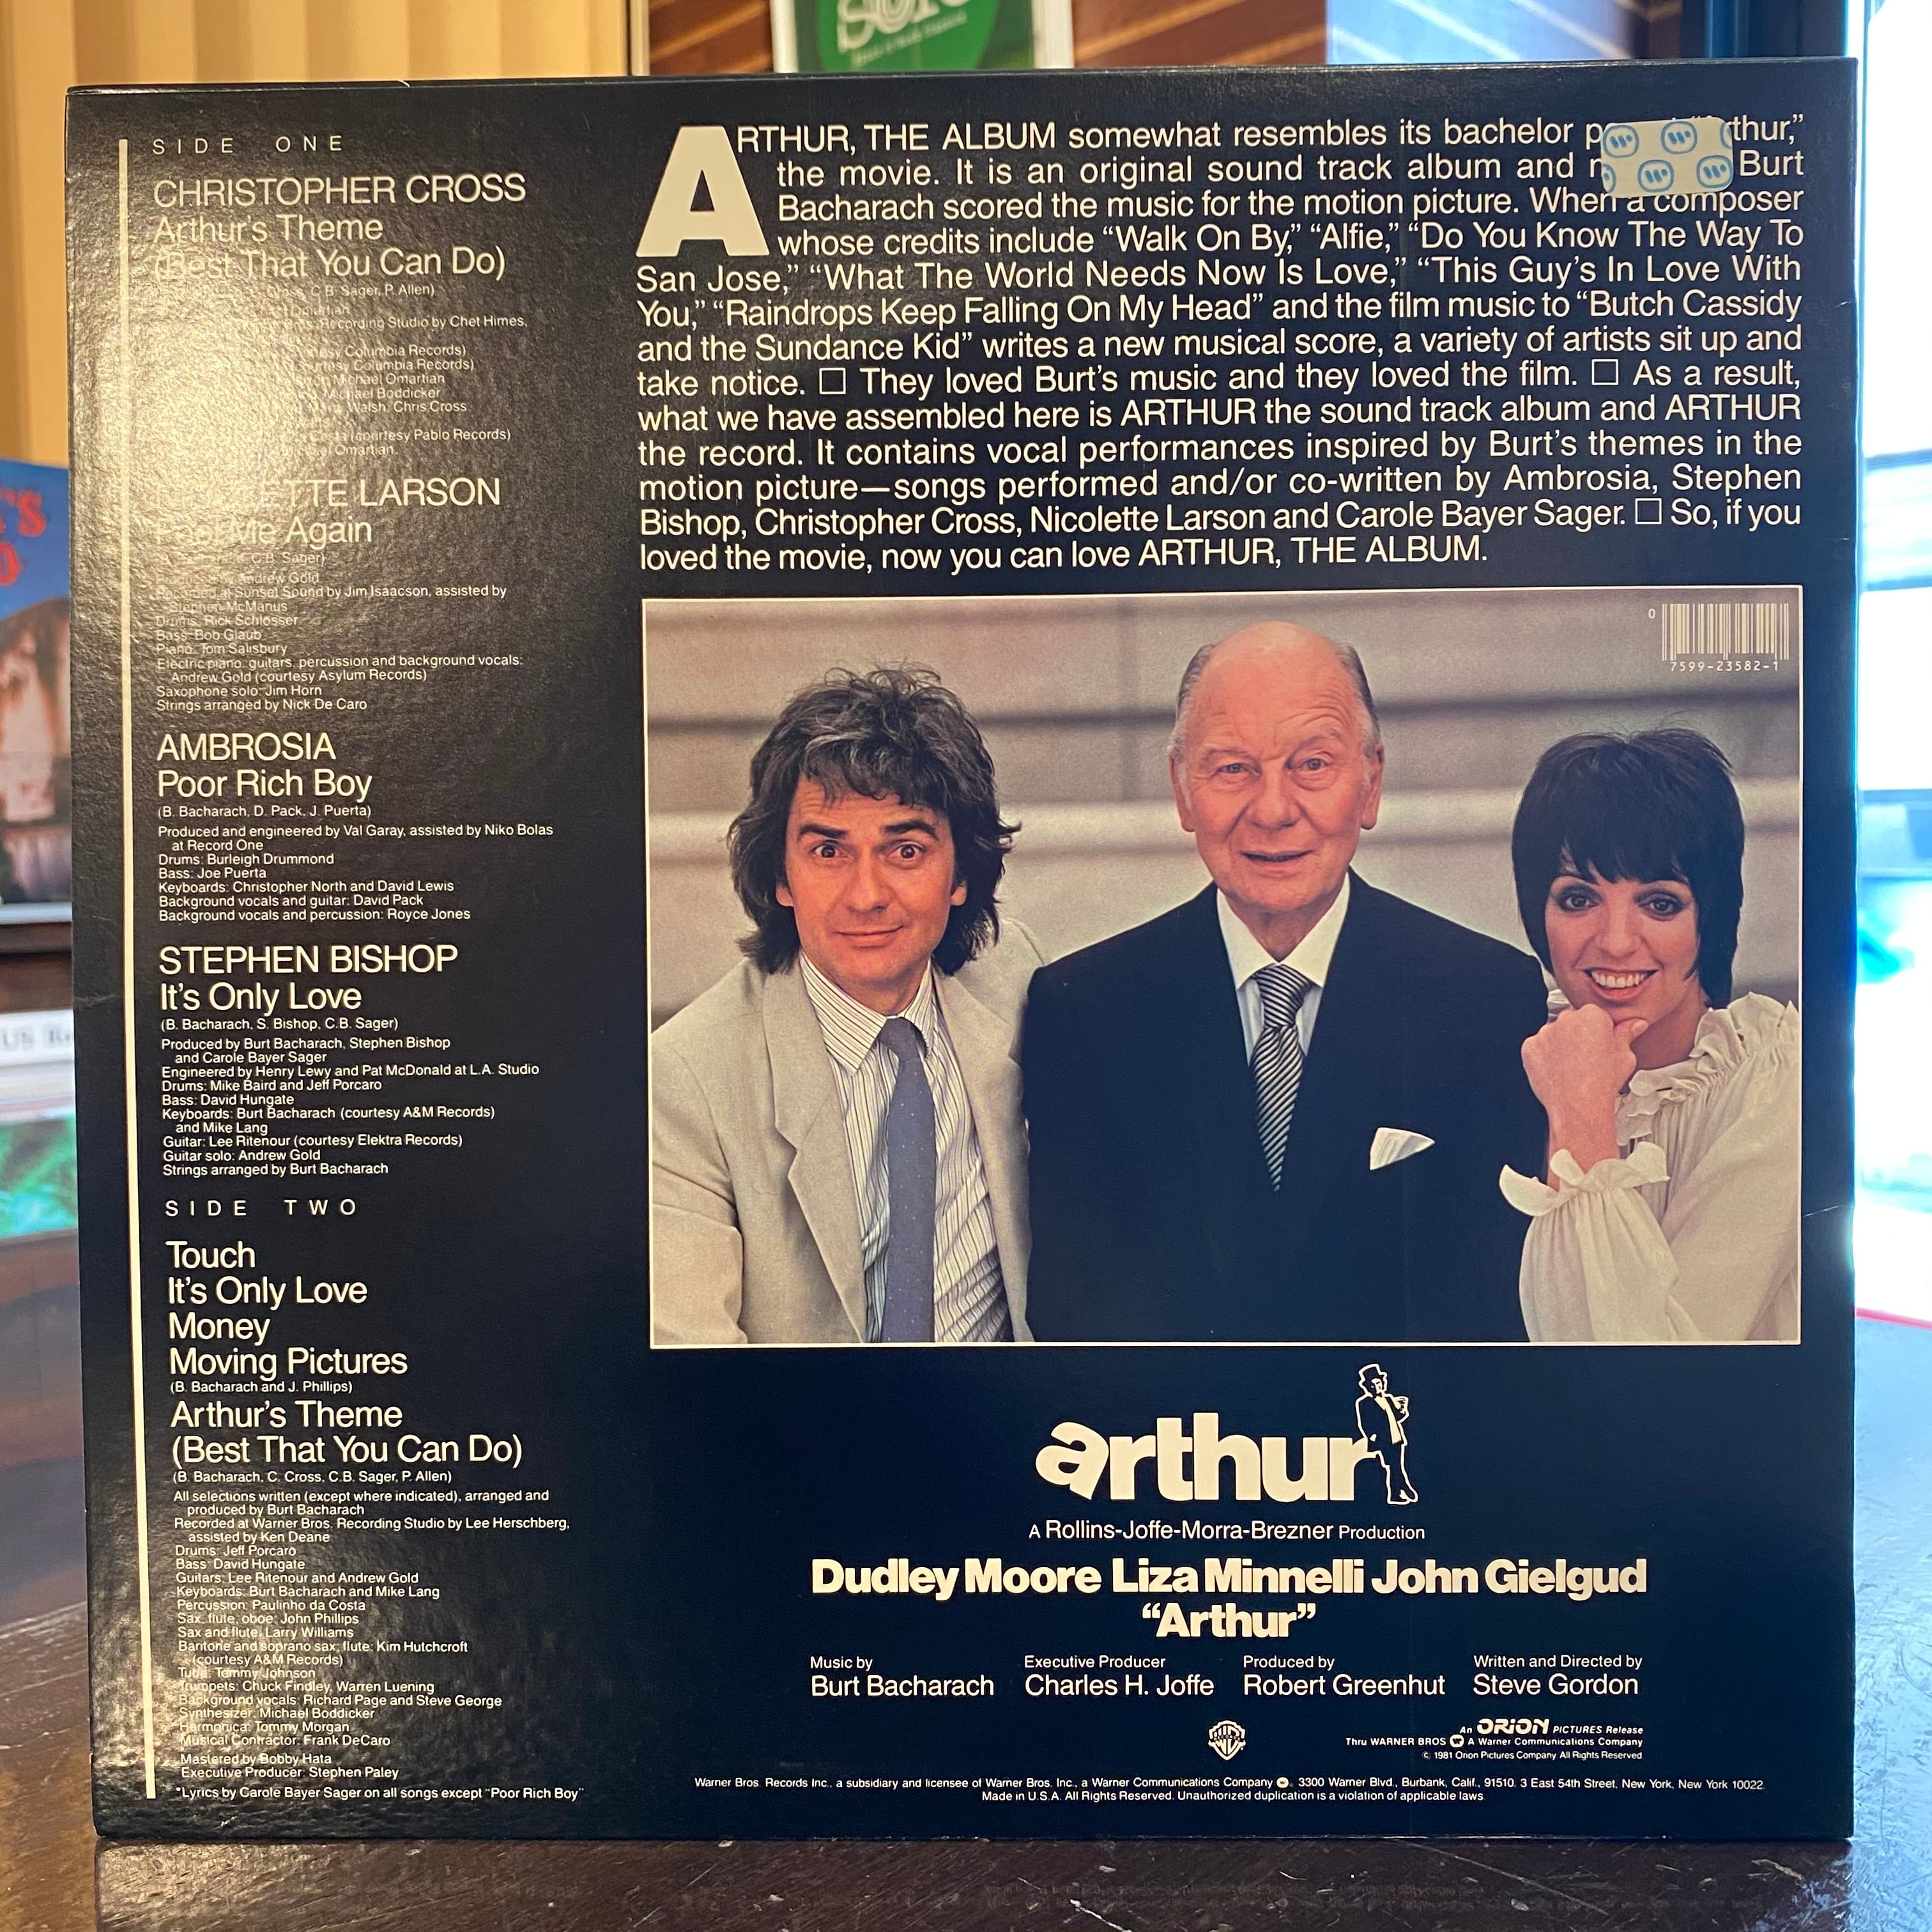 SIDE ONE
CHRISTOPHER CROSS
Arthur's Theme
(Best That You Can Do)
C.B. Sager, P. Allen)
Recording Studio by Chet Himes,
Columbia Records)
Columbia Records)
Michael Omartian
Michael Boddicker
Walsh, Chris Cross
(courtesy Pablo Records)
Omartian
LARSON
Me Again
C.B. Sager)
Produced by Andrew Gold
Recorded at Sunset Sound by Jim Isaacson, assisted by
Stephen McManus
Drums: Rick Schlosser
Bass: Bob Glaub
Piano: Tom Salisbury
Electric piano, guitars, percussion and background vocals:
Andrew Gold (courtesy Asylum Records)
Saxophone solo: Jim Horn
Strings arranged by Nick De Caro
AMBROSIA
Poor Rich Boy
(B. Bacharach, D. Pack, J. Puerta)
Produced and engineered by Val Garay, assisted by Niko Bolas
at Record One
Drums: Burleigh Drummond
Bass: Joe Puerta
Keyboards: Christopher North and David Lewis
Background vocals and guitar: David Pack
Background vocals and percussion: Royce Jones
STEPHEN BISHOP
It's Only Love
(B. Bacharach, S. Bishop, C.B. Sager)
Produced by Burt Bacharach, Stephen Bishop
and Carole Bayer Sager
Engineered by Henry Lewy and Pat McDonald at L.A. Studio
Drums: Mike Baird and Jeff Porcaro
Bass: David Hungate
Keyboards: Burt Bacharach (courtesy A&M Records)
and Mike Lang
Guitar: Lee Ritenour (courtesy Elektra Records)
Guitar solo: Andrew Gold
Strings arranged by Burt Bacharach
SIDE TWO
Touch
It's Only Love
Money
Moving Pictures
(B. Bacharach and J. Phillips)
Arthur's Theme
(Best That You Can Do)
(B. Bacharach, C. Cross, C.B. Sager, P. Allen)
All selections written (except where indicated), arranged and
produced by Burt Bacharach
Recorded at Warner Bros. Recording Studio by Lee Herschberg,
assisted by Ken Deane
Drums: Jeff Porcaro
Bass: David Hungate
Guitars: Lee Ritenour and Andrew Gold
Keyboards: Burt Bacharach and Mike Lang
Percussion: Paulinho da Costa
Sax, flute, oboe: John Phillips
Sax and flute: Larry Williams
Baritone and soprano sax, flute: Kim Hutchcroft
(courtesy A&M Records)
Tuba: Tommy Johnson
Trumpets: Chuck Findley, Warren Luening
Background vocals: Richard Page and Steve George
Synthesizer: Michael Boddicker
Harmonica: Tommy Morgan
Musical Contractor: Frank DeCaro
Mastered by Bobby Hata
Executive Producer: Stephen Paley
*Lyrics by Carole Bayer Sager on all songs except "Poor Rich Boy"
ARTHUR, THE ALBUM somewhat resembles its bachelor
the movie. It is an original sound track album and Burt
Bacharach scored the music for the motion picture. When a composer
whose credits include "Walk On By," "Alfie," "Do You Know The Way To
San Jose," "What The World Needs Now Is Love," "This Guy's In Love With
You," "Raindrops Keep Falling On My Head" and the film music to "Butch Cassidy
and the Sundance Kid" writes a new musical score, a variety of artists sit up and
take notice. □ They loved Burt's music and they loved the film. □ As a result,
what we have assembled here is ARTHUR the sound track album and ARTHUR
the record. It contains vocal performances inspired by Burt's themes in the
motion picture—songs performed and/or co-written by Ambrosia, Stephen
Bishop, Christopher Cross, Nicolette Larson and Carole Bayer Sager. □ So, if you
loved the movie, now you can love ARTHUR, THE ALBUM.
0
7599-23582-1
arthur
A Rollins-Joffe-Morra-Brezner Production
Dudley Moore Liza Minnelli John Gielgud
"Arthur"
Music by
Burt Bacharach
Executive Producer
Charles H. Joffe
Produced by
Robert Greenhut
Written and Directed by
Steve Gordon
An ORION PICTURES Release
Thru WARNER BROS A Warner Communications Company
© 1981 Orion Pictures Company All Rights Reserved
Warner Bros. Records Inc., a subsidiary and licensee of Warner Bros. Inc., a Warner Communications Company. 3300 Warner Blvd., Burbank, Calif., 91510. 3 East 54th Street, New York, New York 10022.
Made in U.S.A. All Rights Reserved. Unauthorized duplication is a violation of applicable laws.